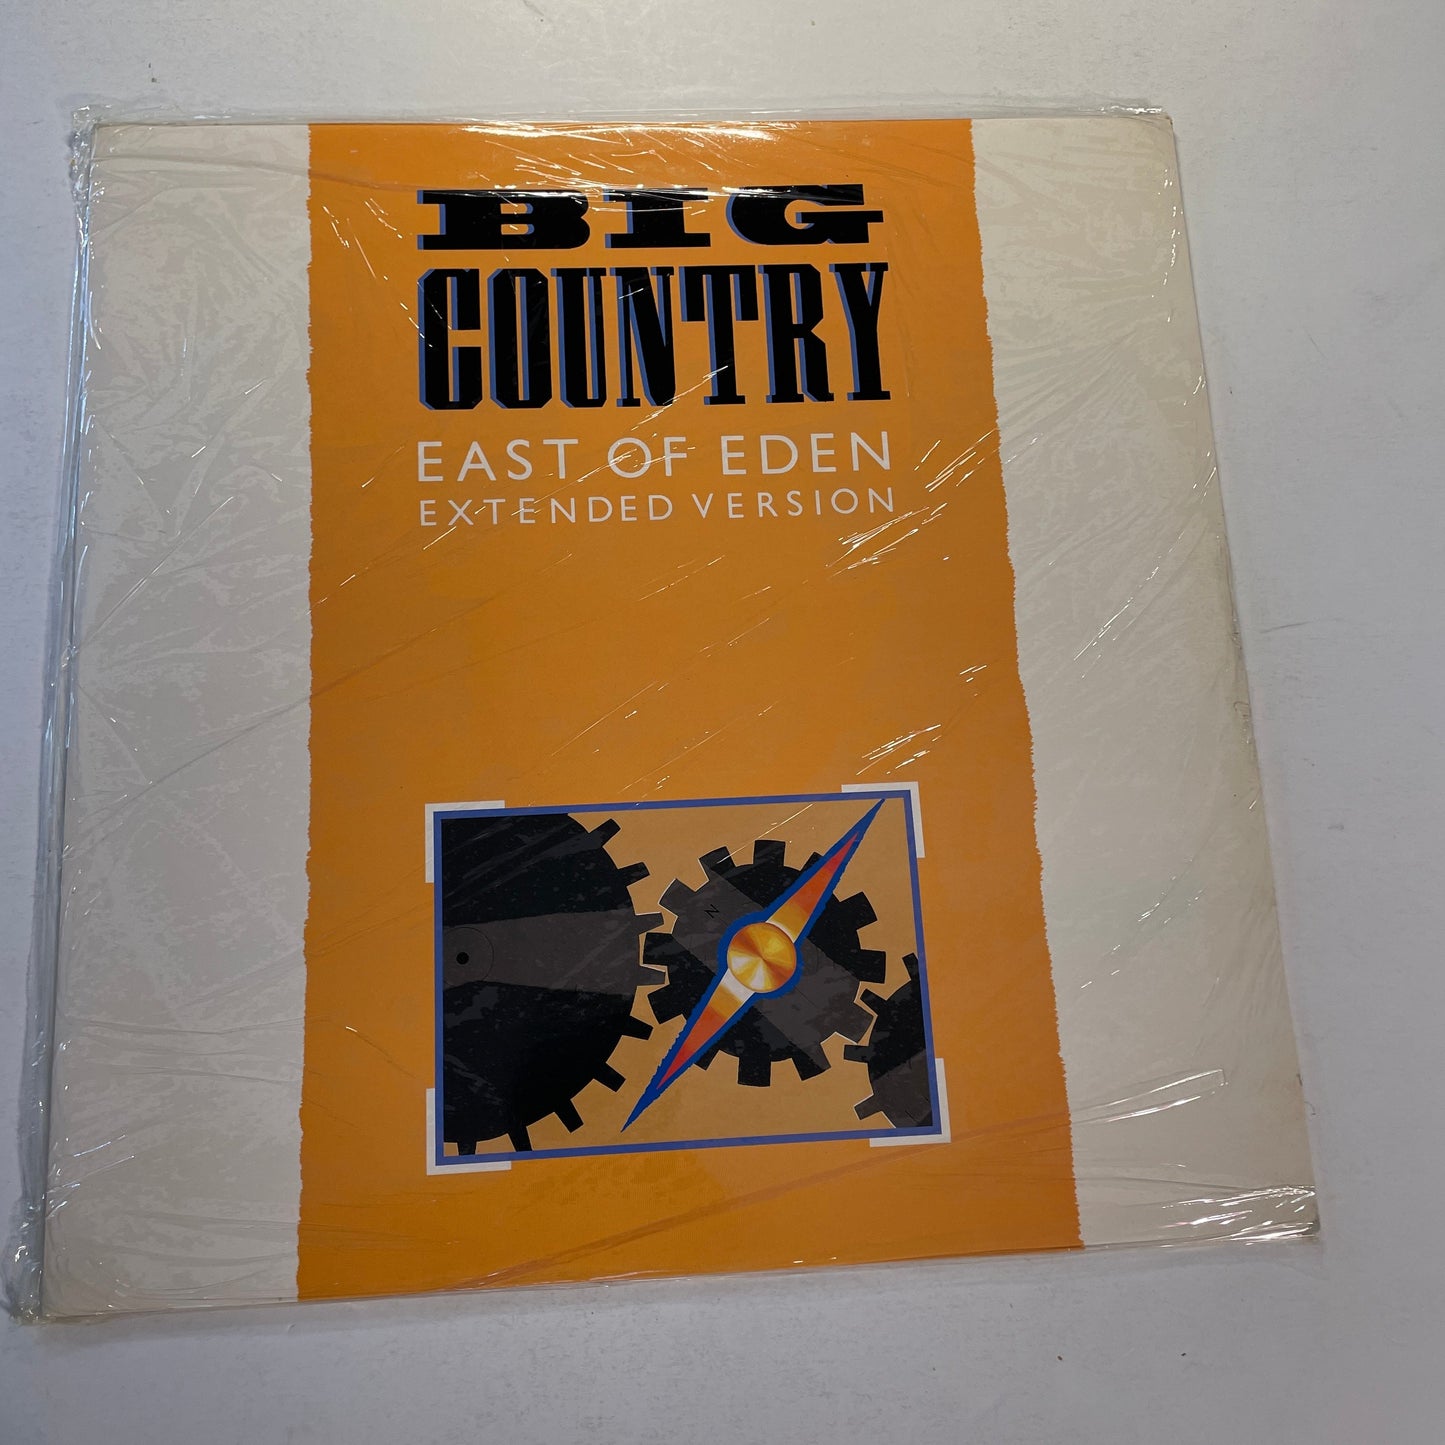 BIG
COUNTRY
EAST OF EDEN
EXTENDED VERSION
N